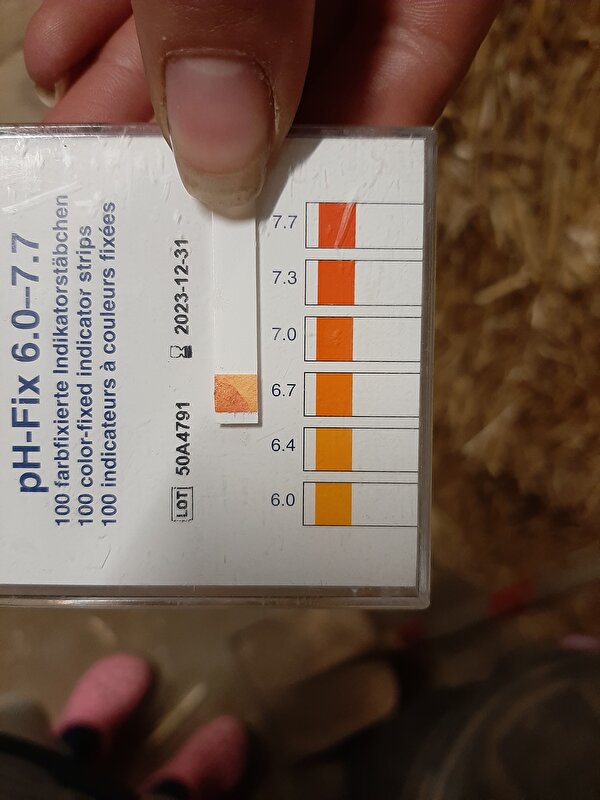 pH-Fix 6.0–7.7
100 farbfixierte Indikatorstäbchen
100 color-fixed indicator strips
100 indicateurs à couleurs fixées
LOT 50A4791
2023-12-31
7.7
7.3
7.0
6.7
6.4
6.0